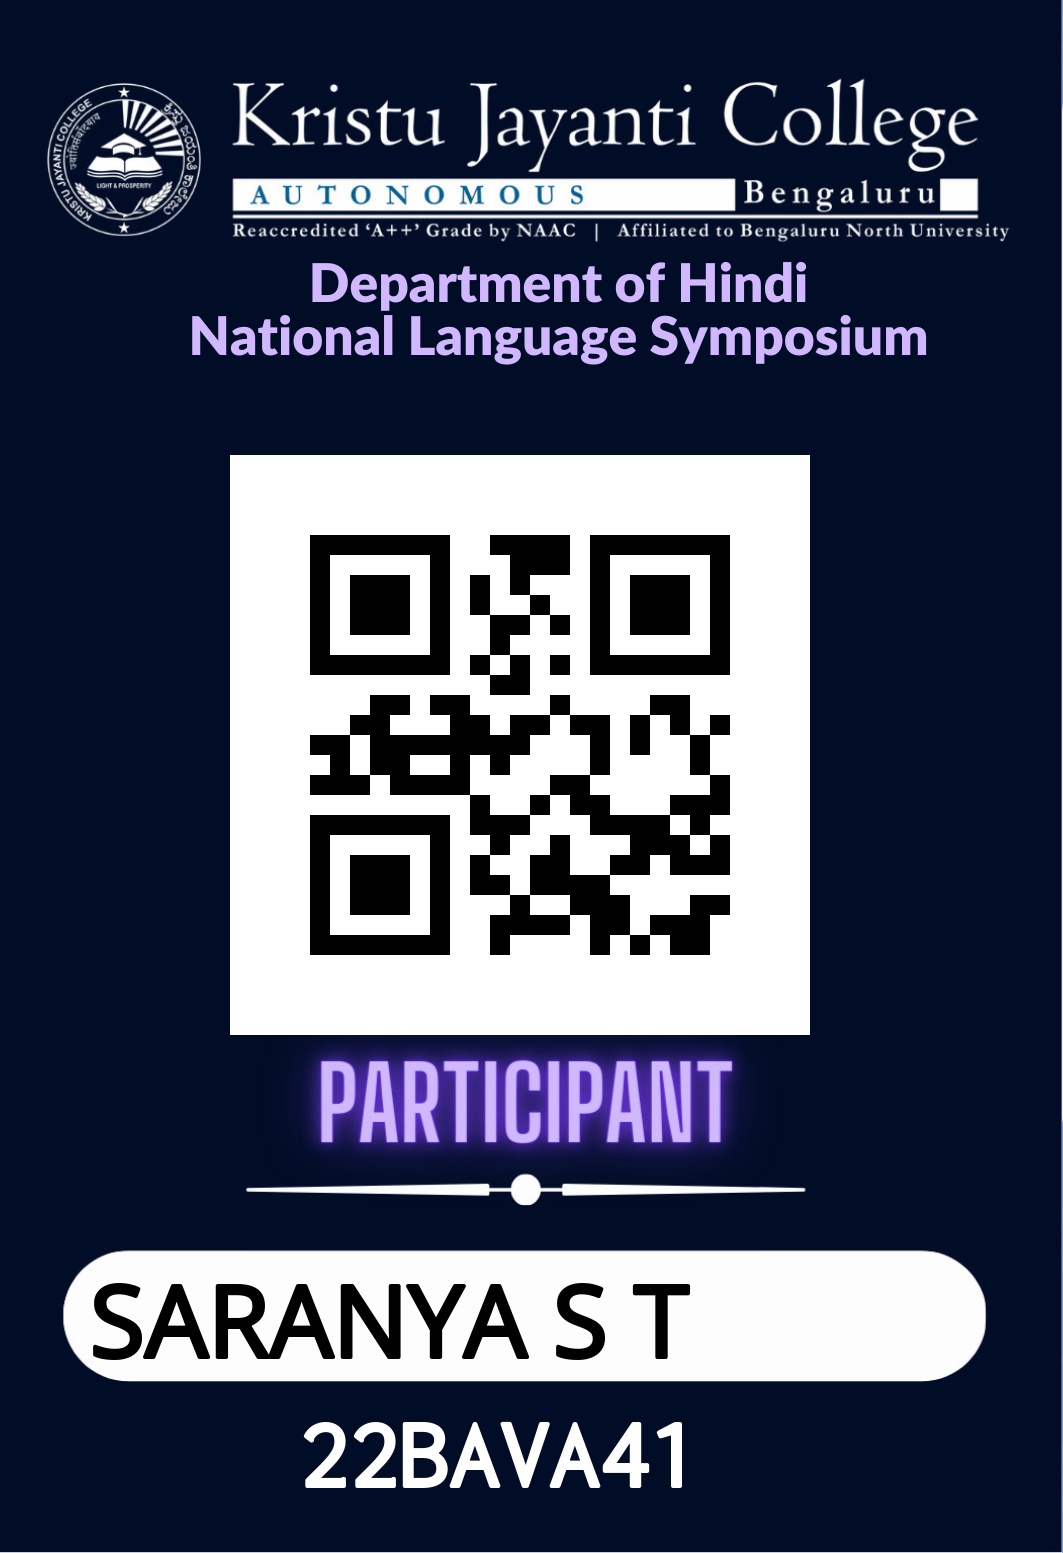 Kristu Jayanti College
AUTONOMOUS Bengaluru
Reaccredited ‘A++’ Grade by NAAC | Affiliated to Bengaluru North University
KRISTU JAYANTI COLLEGE
LIGHT & PROSPERITY
Department of Hindi
National Language Symposium
PARTICIPANT
SARANYA S T
22BAVA41